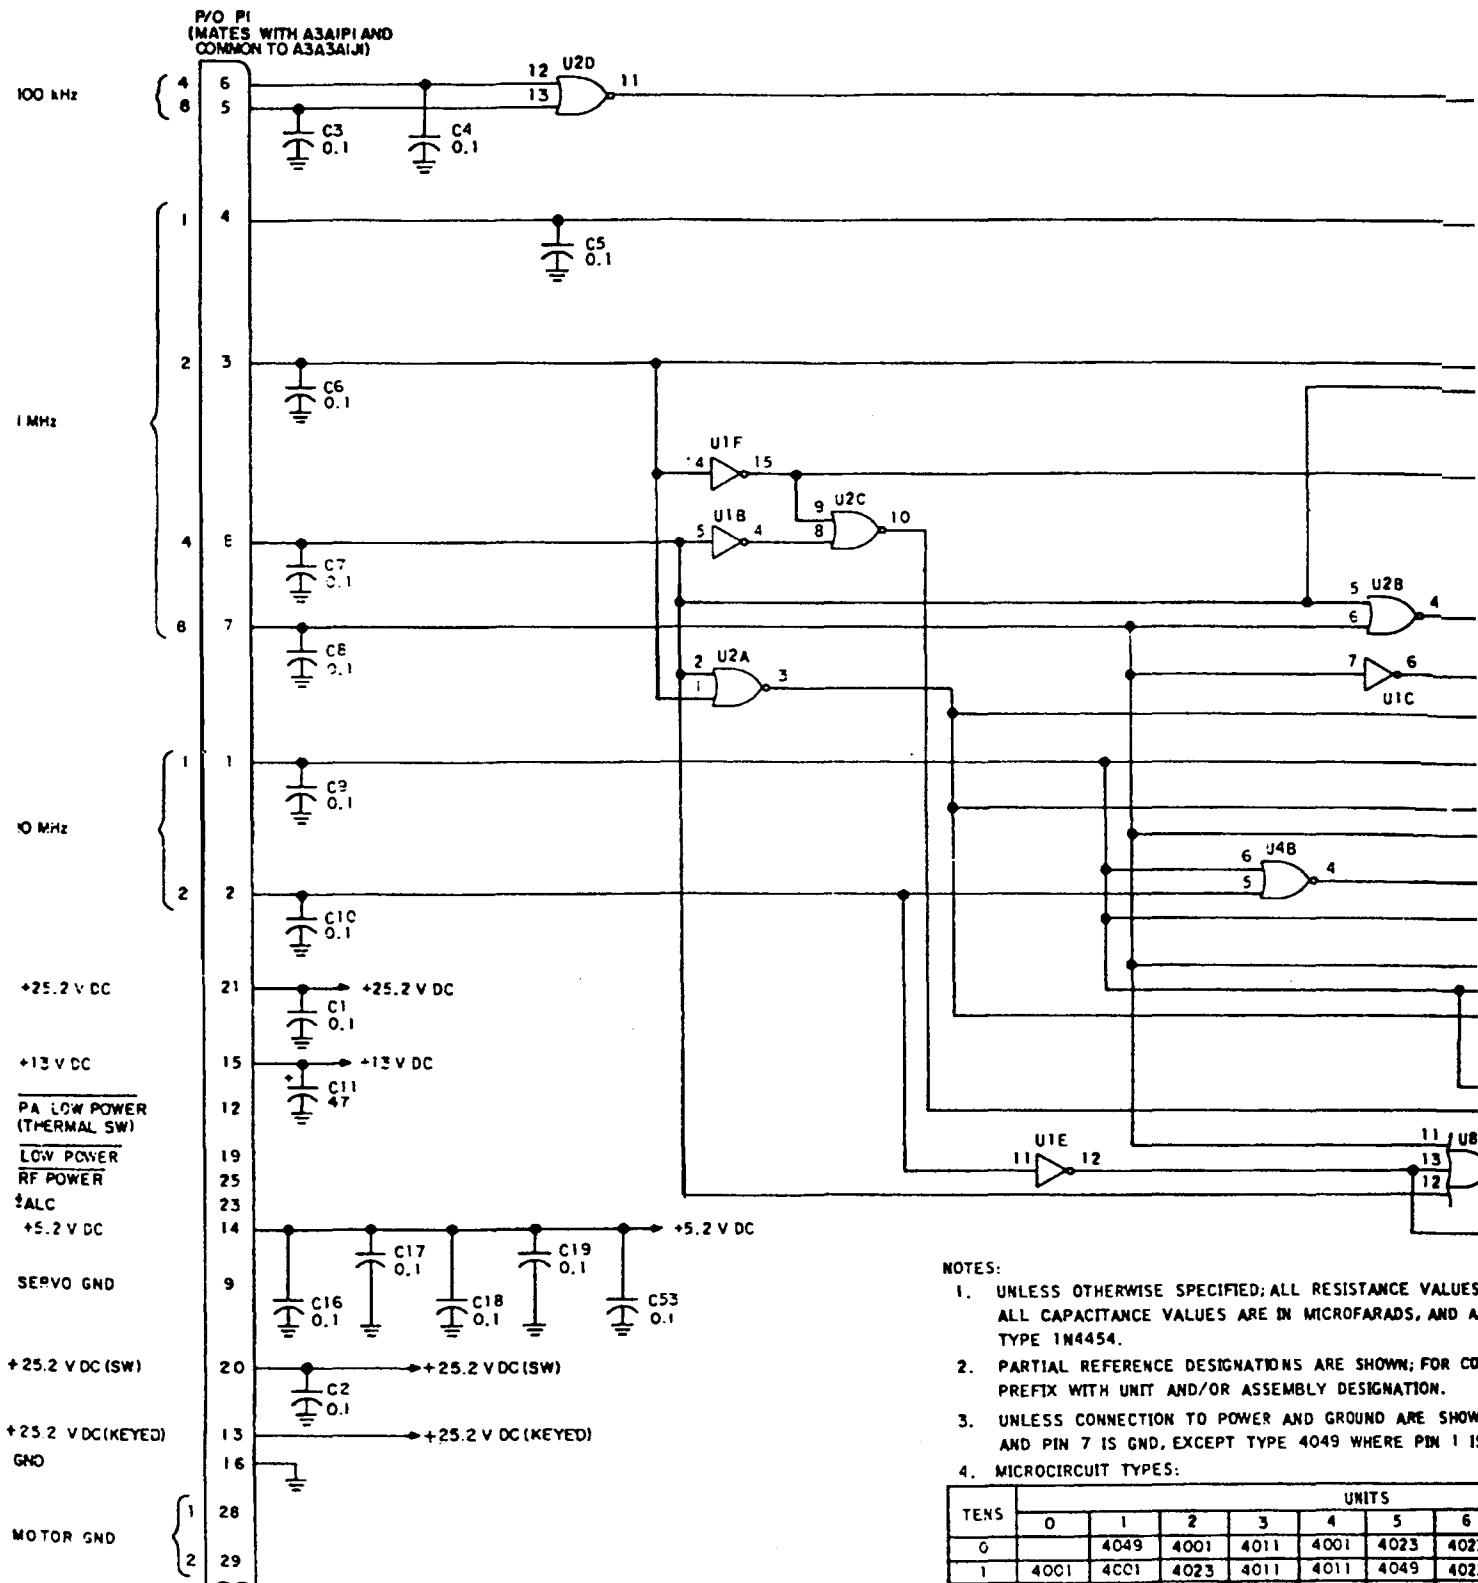 P/O P1
(MATES WITH A3A1P1 AND
COMMON TO A3A3A1J1)
100 kHz
4 6
8 5
12 U2D 11
13
C3
0.1
C4
0.1
1 4
C5
0.1
2 3
C6
0.1
1 MHz
U1F
14 15
U1B
5 4
9 U2C 10
8
4
C7
0.1
5 U2B 4
6
8 7
C8
0.1
2 U2A 3
1
7 6
U1C
1 1
C9
0.1
10 MHz
6 U4B 4
5
2 2
C10
0.1
+25.2 V DC 21 +25.2 V DC
C1
0.1
+13 V DC 15 +13 V DC
+ C11
47
PA LOW POWER 12
(THERMAL SW)
LOW POWER 19
RF POWER 25
ALC 23
U1E
11 12
11 U8
13
12
+5.2 V DC 14 +5.2 V DC
C17
0.1
C19
0.1
SERVO GND 9
C16
0.1
C18
0.1
C53
0.1
+25.2 V DC (SW) 20 +25.2 V DC (SW)
C2
0.1
+25.2 V DC (KEYED) 13 +25.2 V DC (KEYED)
GND 16
MOTOR GND
1 28
2 29
NOTES:
1. UNLESS OTHERWISE SPECIFIED; ALL RESISTANCE VALUES
ALL CAPACITANCE VALUES ARE IN MICROFARADS, AND A
TYPE 1N4454.
2. PARTIAL REFERENCE DESIGNATIONS ARE SHOWN; FOR CO
PREFIX WITH UNIT AND/OR ASSEMBLY DESIGNATION.
3. UNLESS CONNECTION TO POWER AND GROUND ARE SHOW
AND PIN 7 IS GND, EXCEPT TYPE 4049 WHERE PIN 1 IS
4. MICROCIRCUIT TYPES:
TENS UNITS
0 1 2 3 4 5 6
0 4049 4001 4011 4001 4023 402
1 4001 4001 4023 4011 4011 4049 402